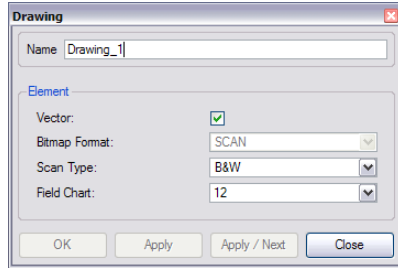 Drawing
Name Drawing_1
Element
Vector:
Bitmap Format: SCAN
Scan Type: B&W
Field Chart: 12
OK Apply Apply / Next Close